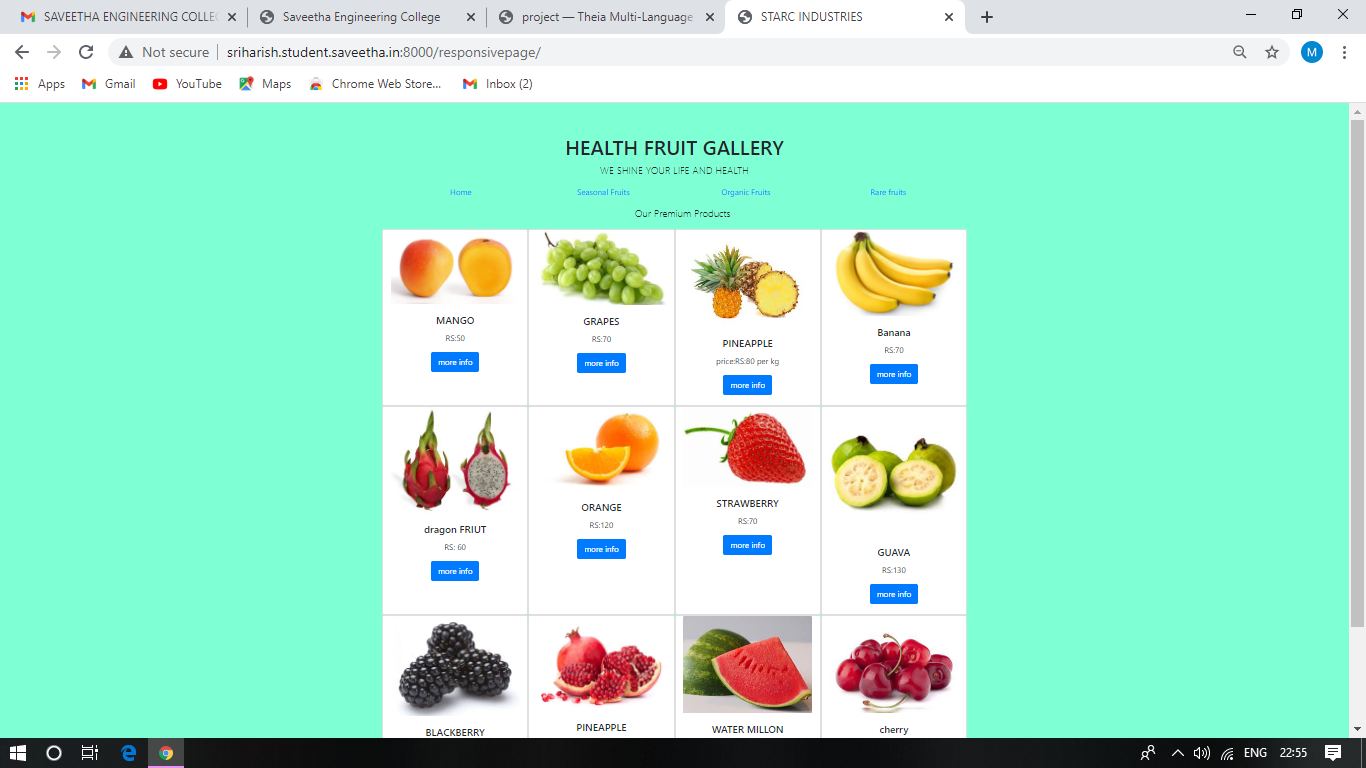 SAVEETHA ENGINEERING COLLEG
Saveetha Engineering College
project — Theia Multi-Language
STARC INDUSTRIES
Not secure
sriharish.student.saveetha.in:8000/responsivepage/
M
Apps
Gmail
YouTube
Maps
Chrome Web Store...
Inbox (2)
HEALTH FRUIT GALLERY
WE SHINE YOUR LIFE AND HEALTH
Home Seasonal Fruits Organic Fruits Rare fruits
Our Premium Products
MANGO
RS:50
more info
GRAPES
RS:70
more info
PINEAPPLE
price:RS:80 per kg
more info
Banana
RS:70
more info
dragon FRIUT
RS: 60
more info
ORANGE
RS:120
more info
STRAWBERRY
RS:70
more info
GUAVA
RS:130
more info
BLACKBERRY
PINEAPPLE
WATER MILLON
cherry
ENG
22:55